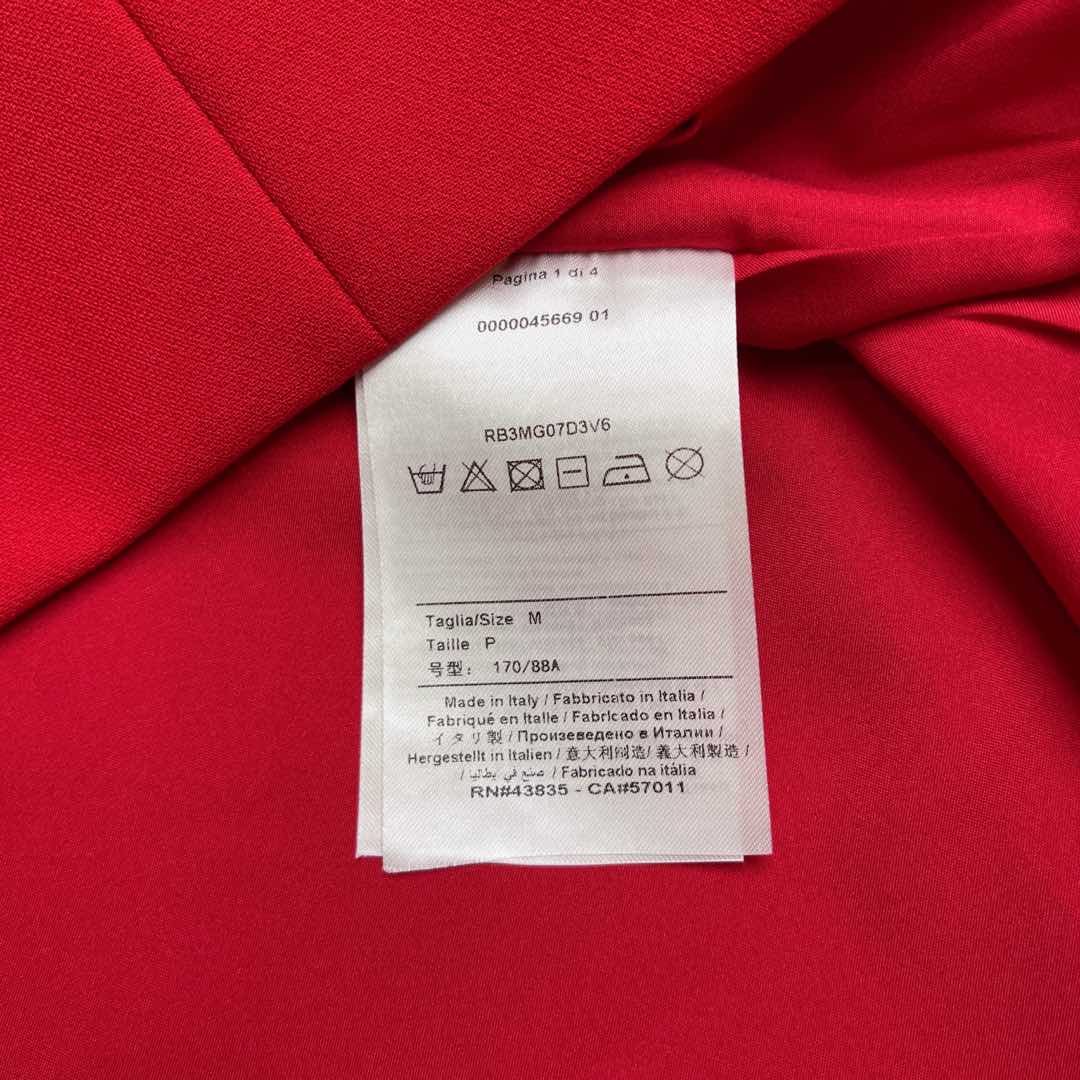 Pagina 1 di 4
0000045669 01
RB3MG07D3V6
Taglia/Size M
Taille P
号型: 170/88A
Made in Italy / Fabbricato in Italia /
Fabriqué en Italie / Fabricado en Italia /
イタリ製 / Произеведено в Италии /
Hergestellt in Italien / 意大利制造/ 義大利製造 /
/ صنع في يطاليا / Fabricado na itália
RN#43835 - CA#57011